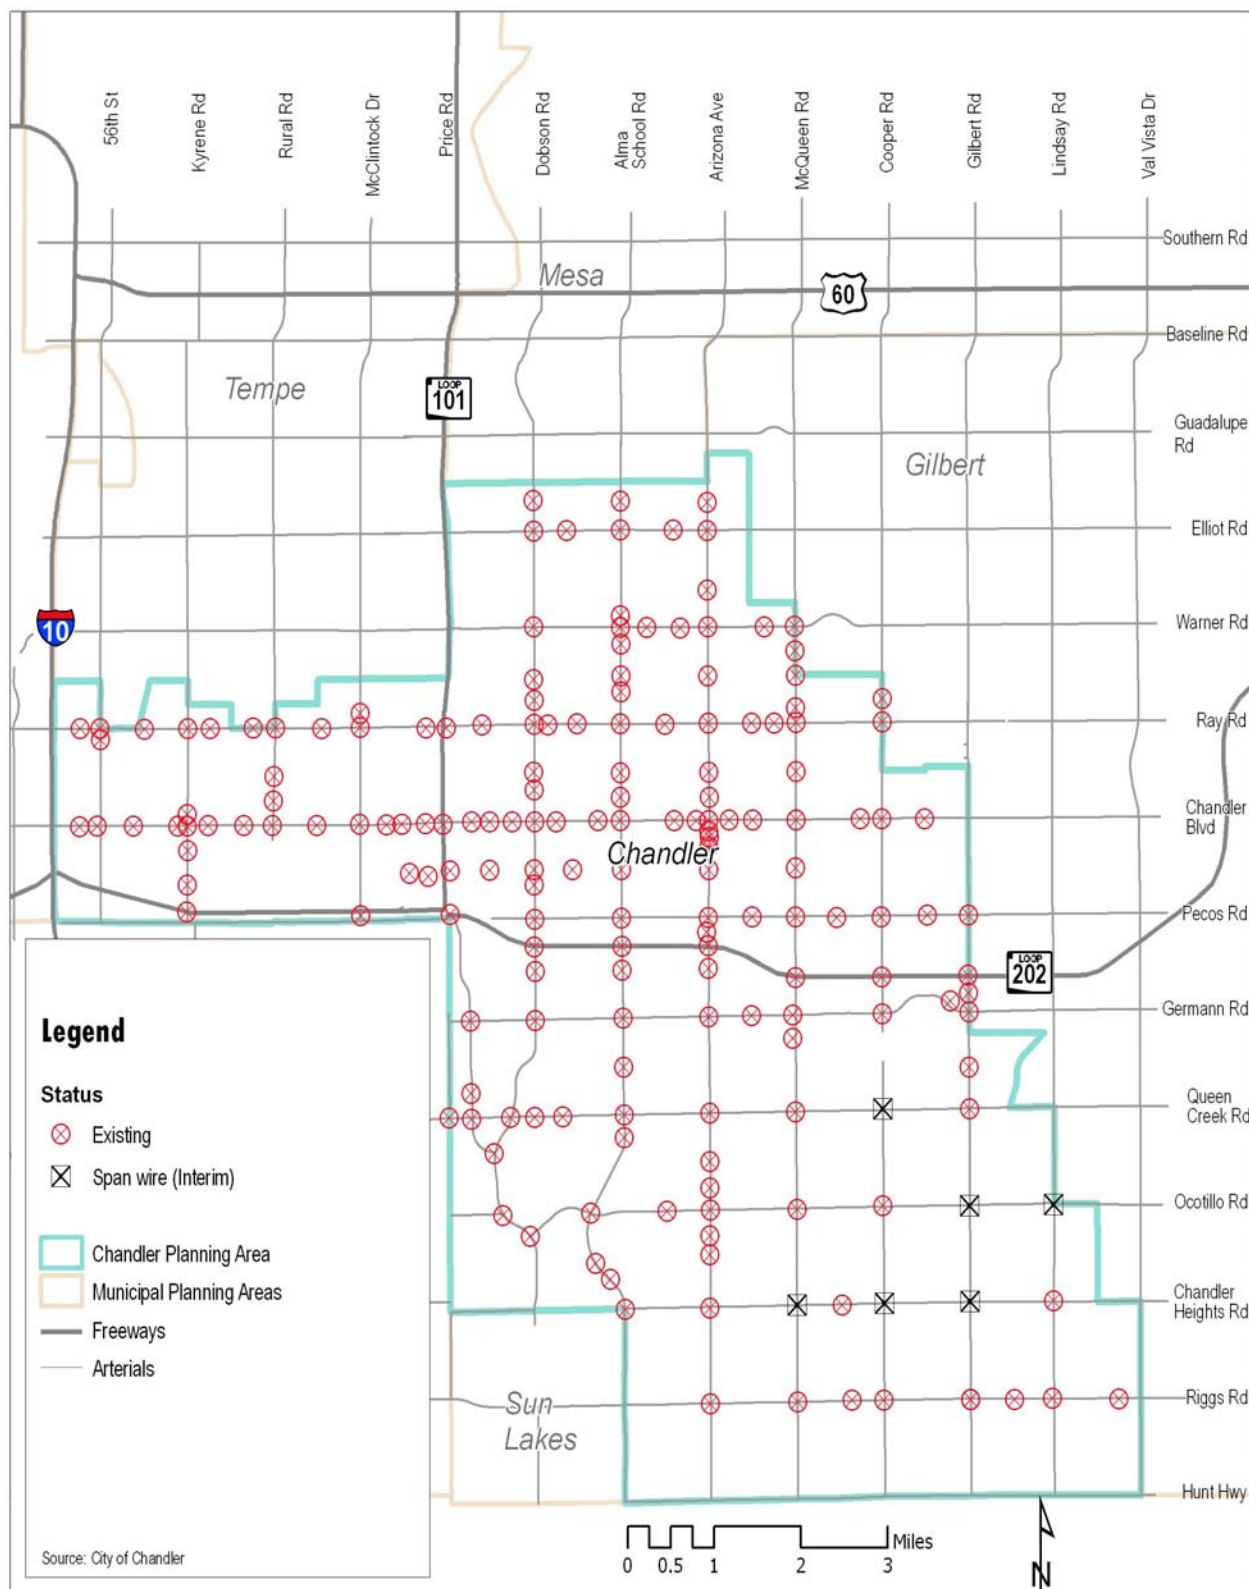 56th St
Kyrene Rd
Rural Rd
McClintock Dr
Price Rd
Dobson Rd
Alma
School Rd
Arizona Ave
McQueen Rd
Cooper Rd
Gilbert Rd
Lindsay Rd
Val Vista Dr
Southern Rd
Mesa
60
Baseline Rd
Tempe
LOOP
101
Guadalupe
Rd
Gilbert
Elliot Rd
10
Warner Rd
Ray Rd
Chandler
Blvd
Chandler
Pecos Rd
LOOP
202
Germann Rd
Legend
Status
Existing
Span wire (Interim)
Chandler Planning Area
Municipal Planning Areas
Freeways
Arterials
Source: City of Chandler
Queen
Creek Rd
Ocotillo Rd
Chandler
Heights Rd
Riggs Rd
Sun
Lakes
Hunt Hwy
Miles
0 0.5 1 2 3
N